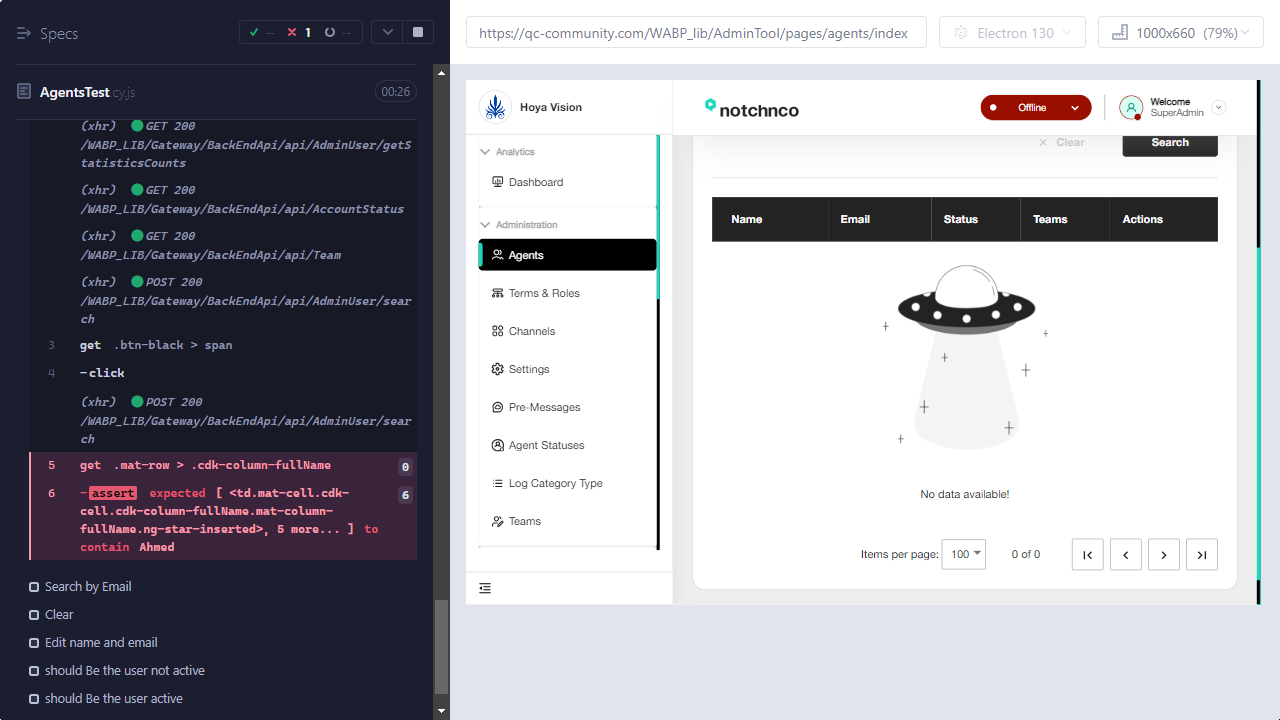 Specs
-- 1 --
AgentsTest.cy.js 00:26
(xhr) GET 200
/WABP_LIB/Gateway/BackEndApi/api/AdminUser/getS
tatisticsCounts
(xhr) GET 200
/WABP_LIB/Gateway/BackEndApi/api/AccountStatus
(xhr) GET 200
/WABP_LIB/Gateway/BackEndApi/api/Team
(xhr) POST 200
/WABP_LIB/Gateway/BackEndApi/api/AdminUser/sear
ch
3 get .btn-black > span
4 -click
(xhr) POST 200
/WABP_LIB/Gateway/BackEndApi/api/AdminUser/sear
ch
5 get .mat-row > .cdk-column-fullName 0
6 -assert expected [ <td.mat-cell.cdk- 6
cell.cdk-column-fullName.mat-column-
fullName.ng-star-inserted>, 5 more... ] to
contain Ahmed
Search by Email
Clear
Edit name and email
should Be the user not active
should Be the user active
https://qc-community.com/WABP_lib/AdminTool/pages/agents/index
Electron 130
1000x660 (79%)
Hoya Vision
Analytics
Dashboard
Administration
Agents
Terms & Roles
Channels
Settings
Pre-Messages
Agent Statuses
Log Category Type
Teams
notchnco
Offline
Welcome
SuperAdmin
Clear
Search
Name Email Status Teams Actions
No data available!
Items per page: 100 0 of 0